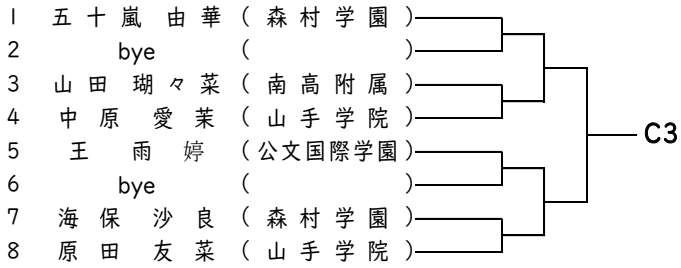 1 五十嵐 由華 ( 森村学園 )
2 bye ( )
3 山田 瑚々菜 ( 南高附属 )
4 中原 愛茉 ( 山手学院 )
C3
5 王 雨婷 ( 公文国際学園 )
6 bye ( )
7 海保 沙良 ( 森村学園 )
8 原田 友菜 ( 山手学院 )